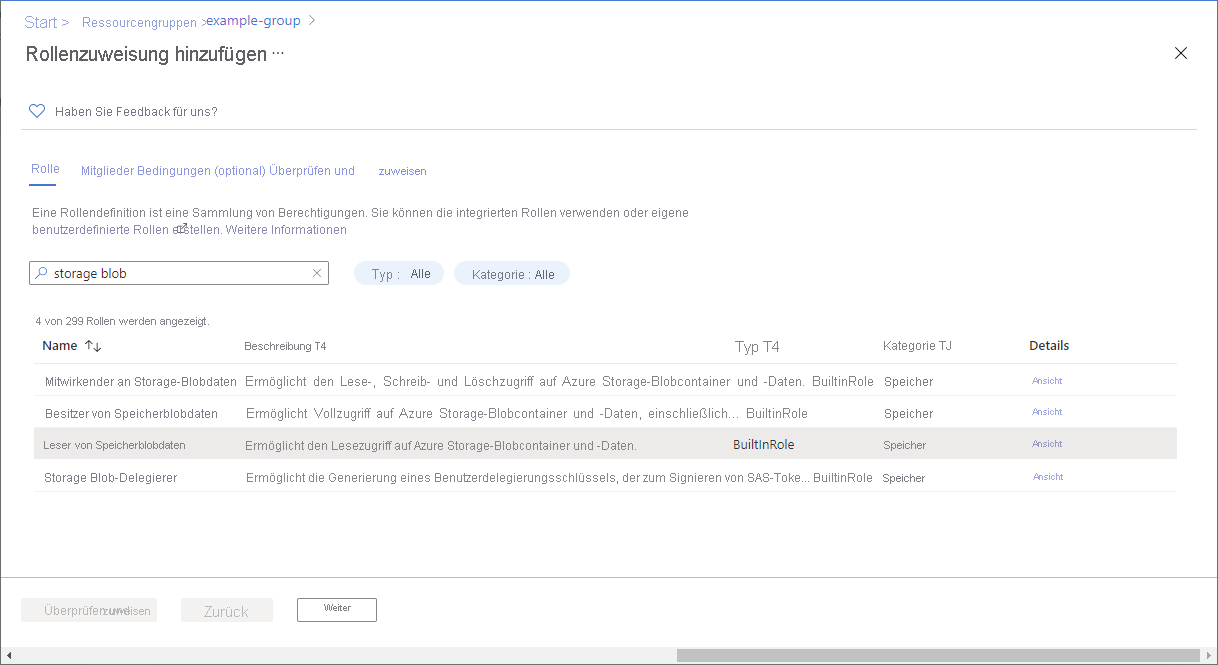 Start > Ressourcengruppen > example-group >
Rollenzuweisung hinzufügen ...
Haben Sie Feedback für uns?
Rolle Mitglieder Bedingungen (optional) Überprüfen und zuweisen
Eine Rollendefinition ist eine Sammlung von Berechtigungen. Sie können die integrierten Rollen verwenden oder eigene
benutzerdefinierte Rollen erstellen. Weitere Informationen
storage blob Typ : Alle Kategorie : Alle
4 von 299 Rollen werden angezeigt.
Name ↑↓ Beschreibung T4 Typ T4 Kategorie TJ Details
Mitwirkender an Storage-Blobdaten Ermöglicht den Lese-, Schreib- und Löschzugriff auf Azure Storage-Blobcontainer und -Daten. BuiltinRole Speicher Ansicht
Besitzer von Speicherblobdaten Ermöglicht Vollzugriff auf Azure Storage-Blobcontainer und -Daten, einschließlich... BuiltinRole Speicher Ansicht
Leser von Speicherblobdaten Ermöglicht den Lesezugriff auf Azure Storage-Blobcontainer und -Daten. BuiltInRole Speicher Ansicht
Storage Blob-Delegierer Ermöglicht die Generierung eines Benutzerdelegierungsschlüssels, der zum Signieren von SAS-Toke... BuiltinRole Speicher Ansicht
Überprüfen und zuweisen Zurück Weiter